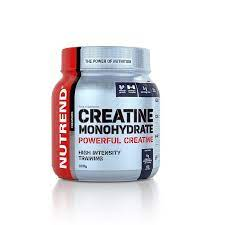 THE POWER OF NUTRITION
NUTREND
CREATINE
MONOHYDRATE
POWERFUL CREATINE
HIGH INTENSITY
TRAINING